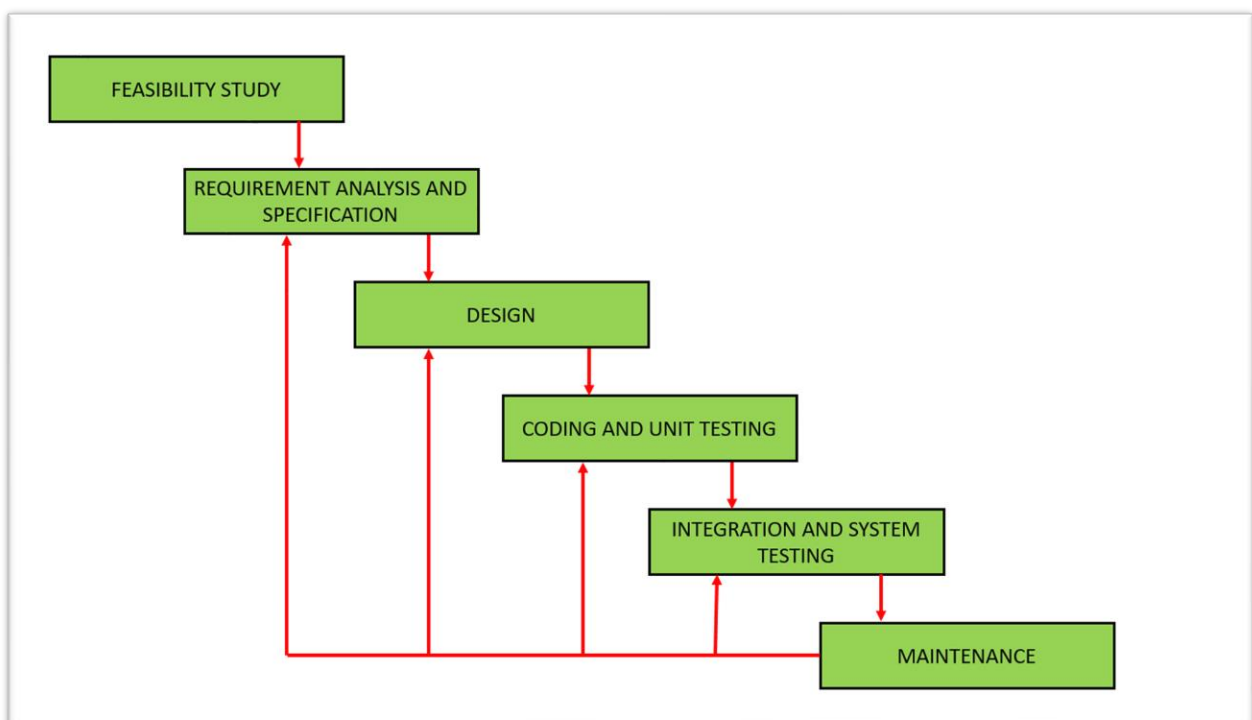 FEASIBILITY STUDY
REQUIREMENT ANALYSIS AND
SPECIFICATION
DESIGN
CODING AND UNIT TESTING
INTEGRATION AND SYSTEM
TESTING
MAINTENANCE